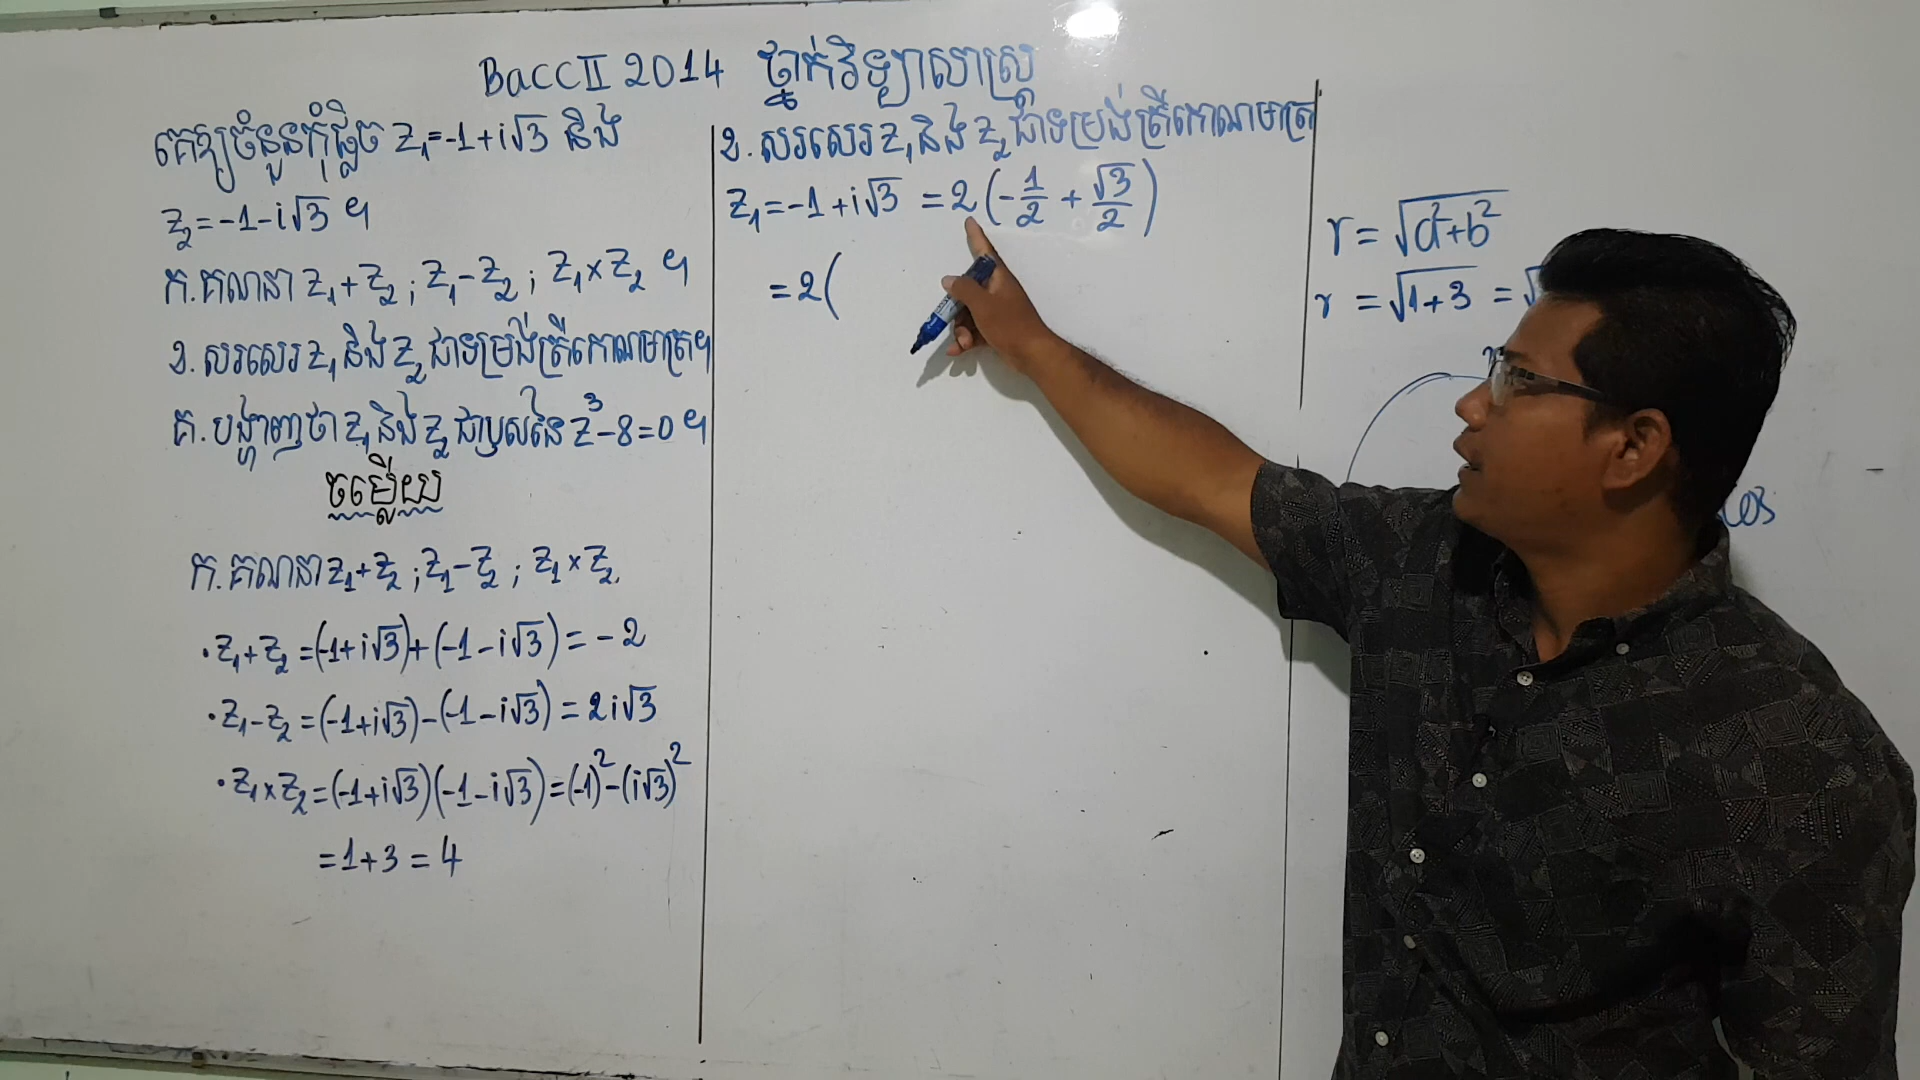 BacCII 2014 ថ្នាក់វិទ្យាសាស្ត្រ
គេឱ្យចំនួនកុំផ្លិច z₁=-1+i√3 និង
z₂=-1-i√3 ។
ក.គណនា z₁+z₂ ; z₁-z₂ ; z₁×z₂ ។
ខ. សរសេរ z₁ និង z₂ ជាទម្រង់ត្រីកោណមាត្រ។
គ. បង្ហាញថា z₁ និង z₂ ជាឫសនៃ z³-8=0 ។
ចម្លើយ
ក.គណនា z₁+z₂ ; z₁-z₂ ; z₁×z₂
• z₁+z₂ =(-1+i√3)+(-1-i√3)=-2
• z₁-z₂ =(-1+i√3)-(-1-i√3)=2i√3
• z₁×z₂=(-1+i√3)(-1-i√3)=(-1)²-(i√3)²
=1+3=4
ខ. សរសេរ z₁ និង z₂ ជាទម្រង់ត្រីកោណមាត្រ
z₁=-1+i√3 =2(-1/2 + √3/2)
=2(
r=√a²+b²
r=√1+3 =√
cos